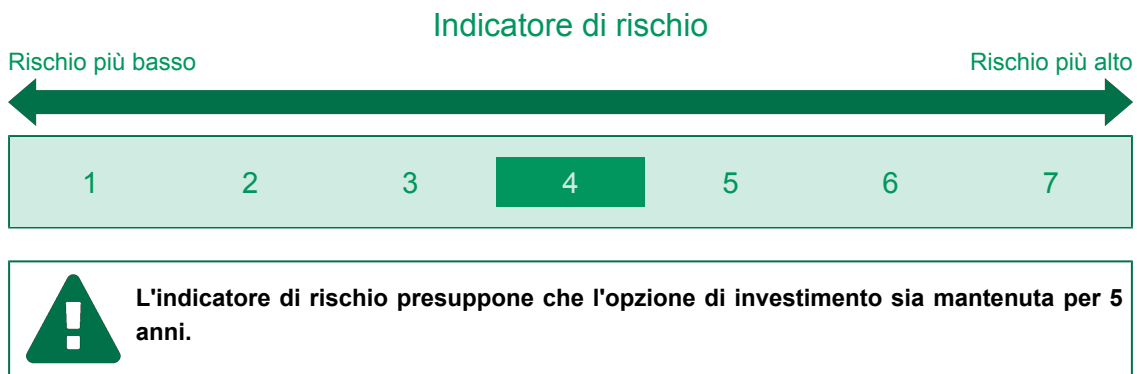 Indicatore di rischio
Rischio più basso Rischio più alto
1 2 3 4 5 6 7
L'indicatore di rischio presuppone che l'opzione di investimento sia mantenuta per 5
anni.